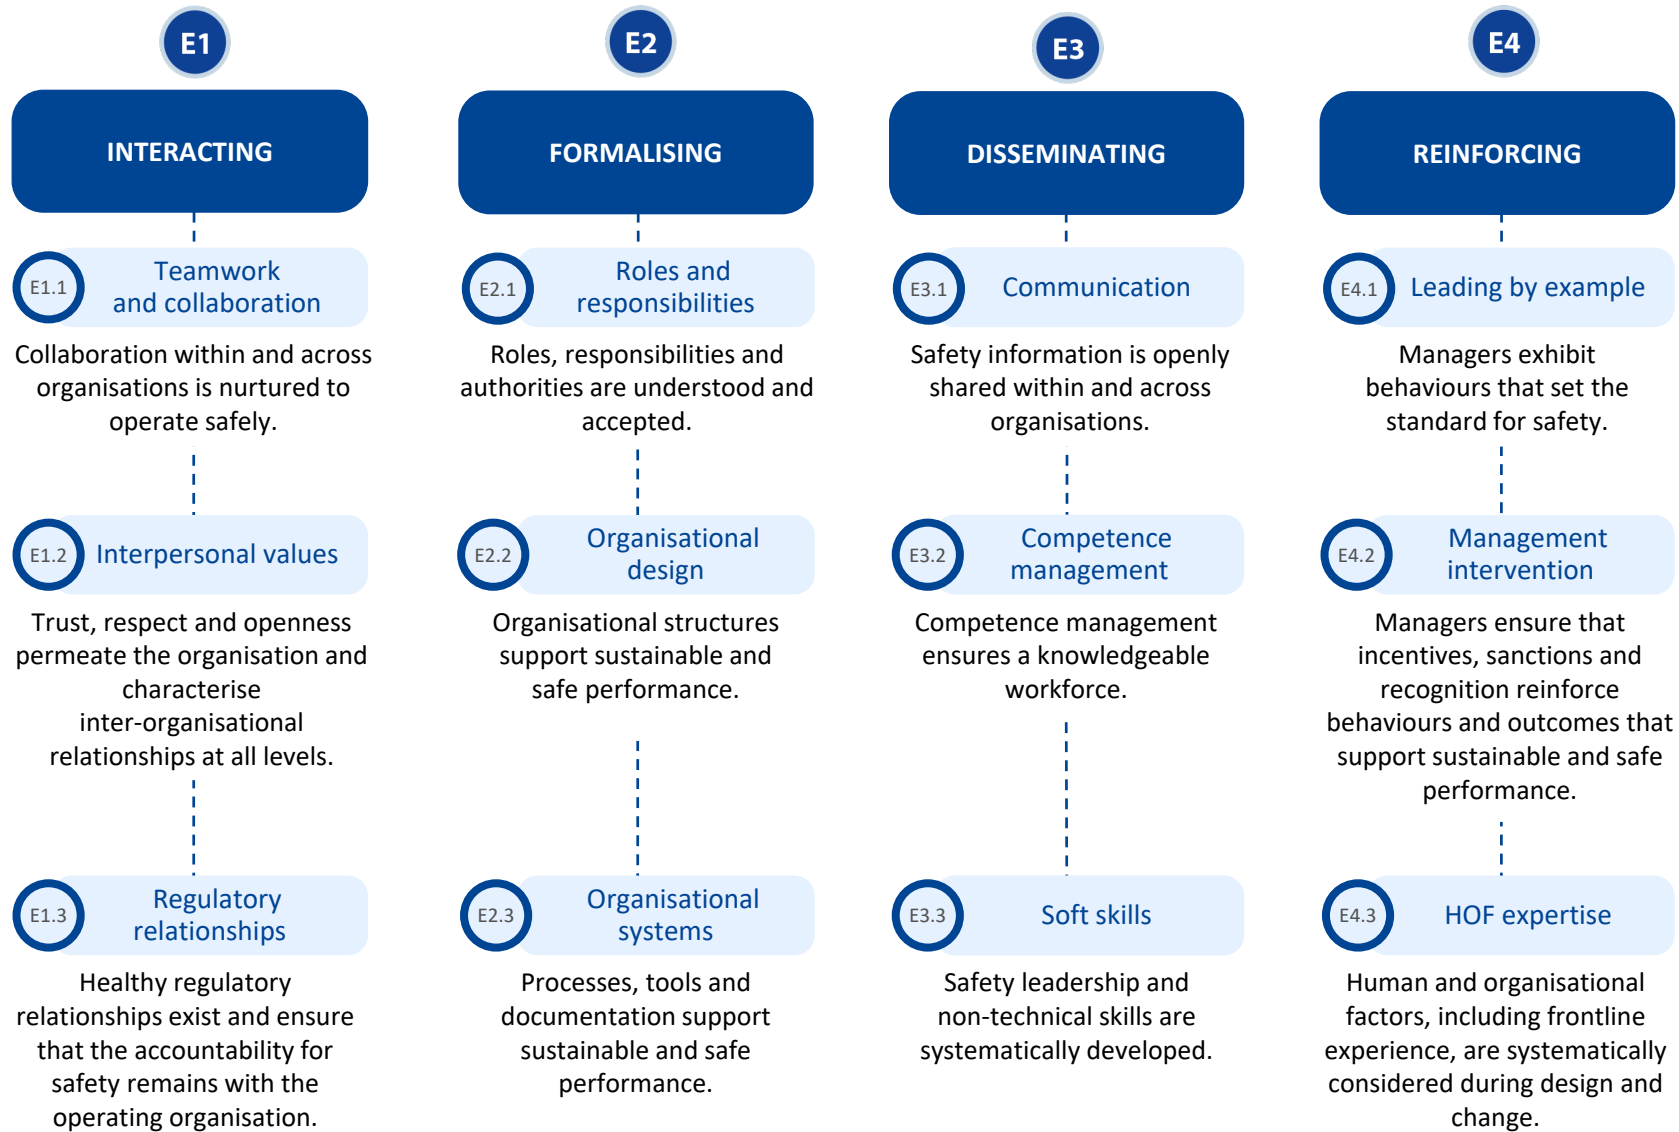 E1
INTERACTING
E1.1
Teamwork
and collaboration
Collaboration within and across
organisations is nurtured to
operate safely.
E1.2
Interpersonal values
Trust, respect and openness
permeate the organisation and
characterise
inter-organisational
relationships at all levels.
E1.3
Regulatory
relationships
Healthy regulatory
relationships exist and ensure
that the accountability for
safety remains with the
operating organisation.
E2
FORMALISING
E2.1
Roles and
responsibilities
Roles, responsibilities and
authorities are understood and
accepted.
E2.2
Organisational
design
Organisational structures
support sustainable and
safe performance.
E2.3
Organisational
systems
Processes, tools and
documentation support
sustainable and safe
performance.
E3
DISSEMINATING
E3.1
Communication
Safety information is openly
shared within and across
organisations.
E3.2
Competence
management
Competence management
ensures a knowledgeable
workforce.
E3.3
Soft skills
Safety leadership and
non-technical skills are
systematically developed.
E4
REINFORCING
E4.1
Leading by example
Managers exhibit
behaviours that set the
standard for safety.
E4.2
Management
intervention
Managers ensure that
incentives, sanctions and
recognition reinforce
behaviours and outcomes that
support sustainable and safe
performance.
E4.3
HOF expertise
Human and organisational
factors, including frontline
experience, are systematically
considered during design and
change.